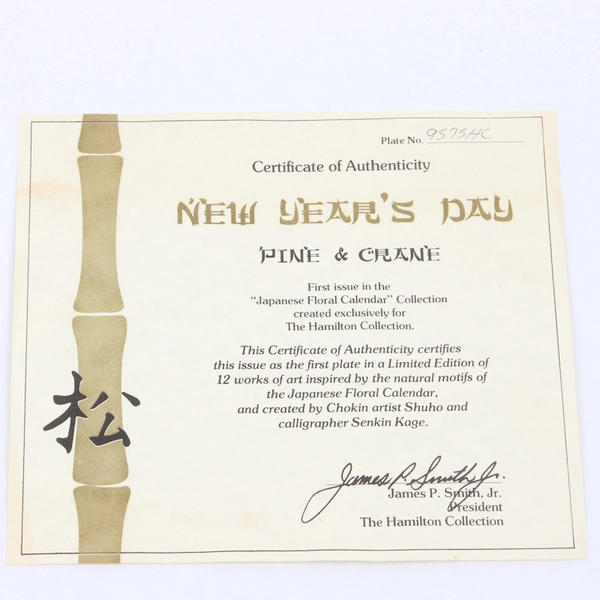 Plate No. 9575HC
Certificate of Authenticity
NEW YEAR'S DAY
PINE & CRANE
First issue in the
"Japanese Floral Calendar" Collection
created exclusively for
The Hamilton Collection.
This Certificate of Authenticity certifies
this issue as the first plate in a Limited Edition of
12 works of art inspired by the natural motifs of
the Japanese Floral Calendar,
and created by Chokin artist Shuho and
calligrapher Senkin Kage.
松
James P. Smith, Jr.
James P. Smith, Jr.
President
The Hamilton Collection